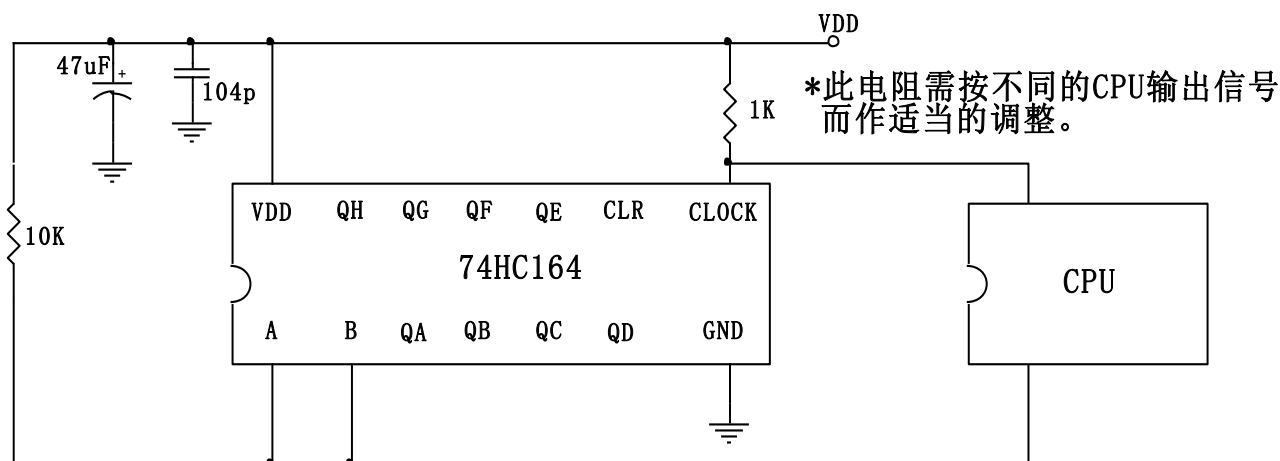 VDD
47uF
+
104p
1K
*此电阻需按不同的CPU输出信号
而作适当的调整。
10K
VDD QH QG QF QE CLR CLOCK
74HC164
A B QA QB QC QD GND
CPU